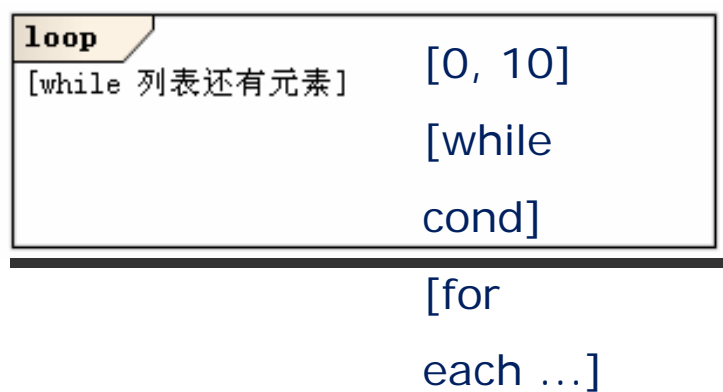 loop
[while 列表还有元素]
[0, 10]
[while
cond]
[for
each ...]